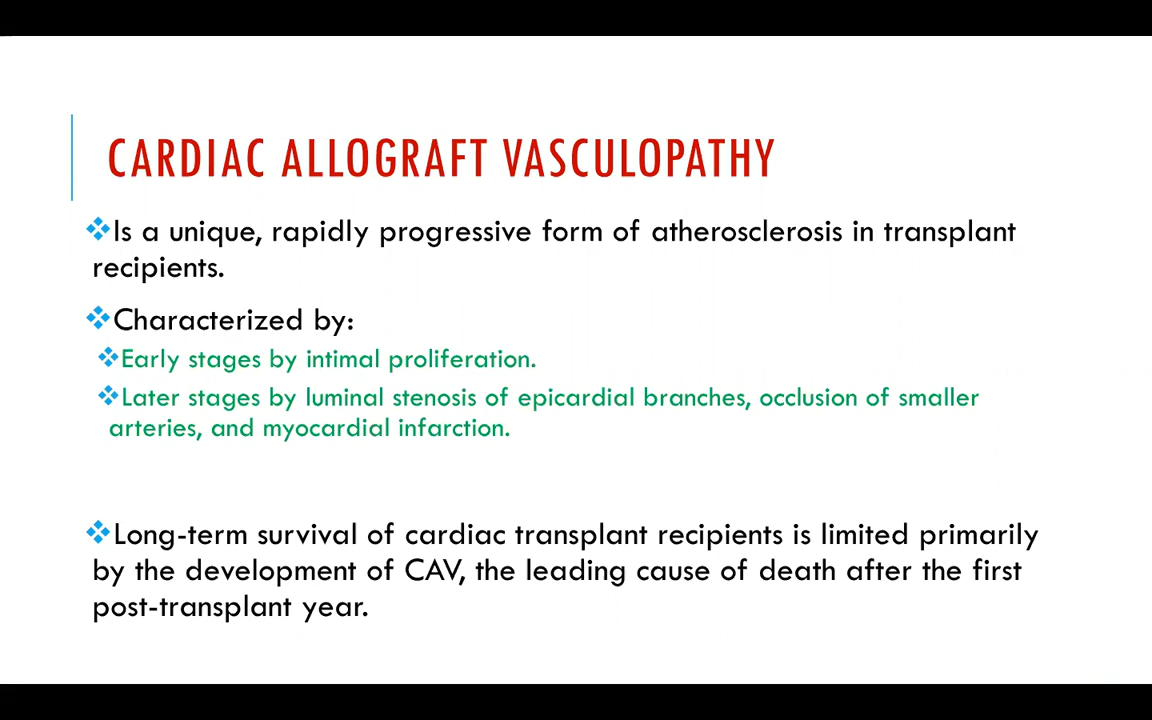 CARDIAC ALLOGRAFT VASCULOPATHY
❖Is a unique, rapidly progressive form of atherosclerosis in transplant
recipients.
❖Characterized by:
❖Early stages by intimal proliferation.
❖Later stages by luminal stenosis of epicardial branches, occlusion of smaller
arteries, and myocardial infarction.
❖Long-term survival of cardiac transplant recipients is limited primarily
by the development of CAV, the leading cause of death after the first
post-transplant year.